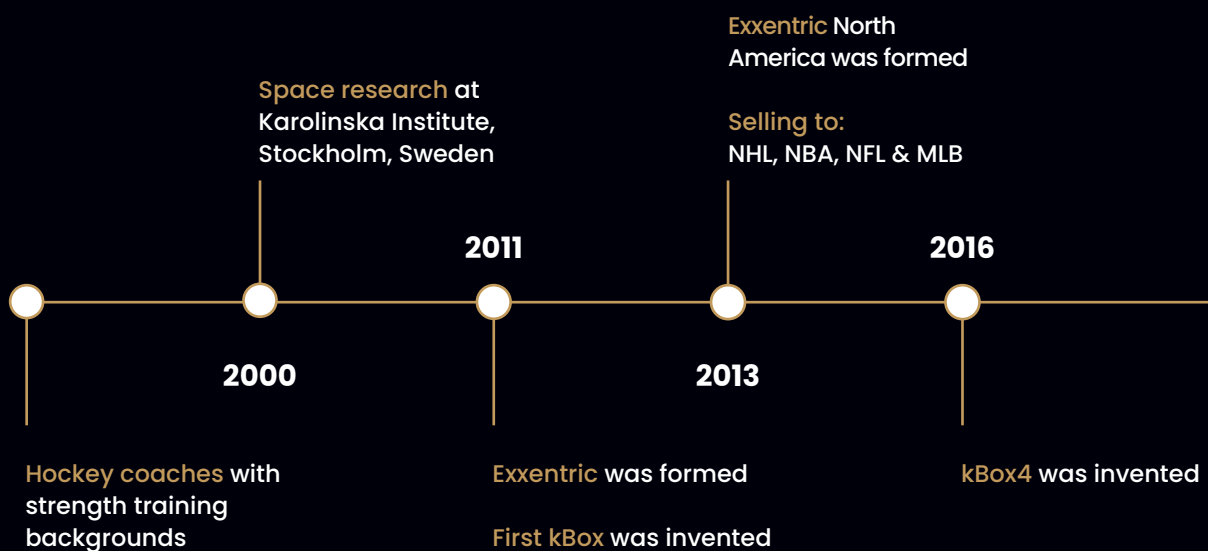 Hockey coaches with
strength training
backgrounds
Space research at
Karolinska Institute,
Stockholm, Sweden
2000
2011
Exxentric was formed
First kBox was invented
Exxentric North
America was formed
Selling to:
NHL, NBA, NFL & MLB
2013
2016
kBox4 was invented